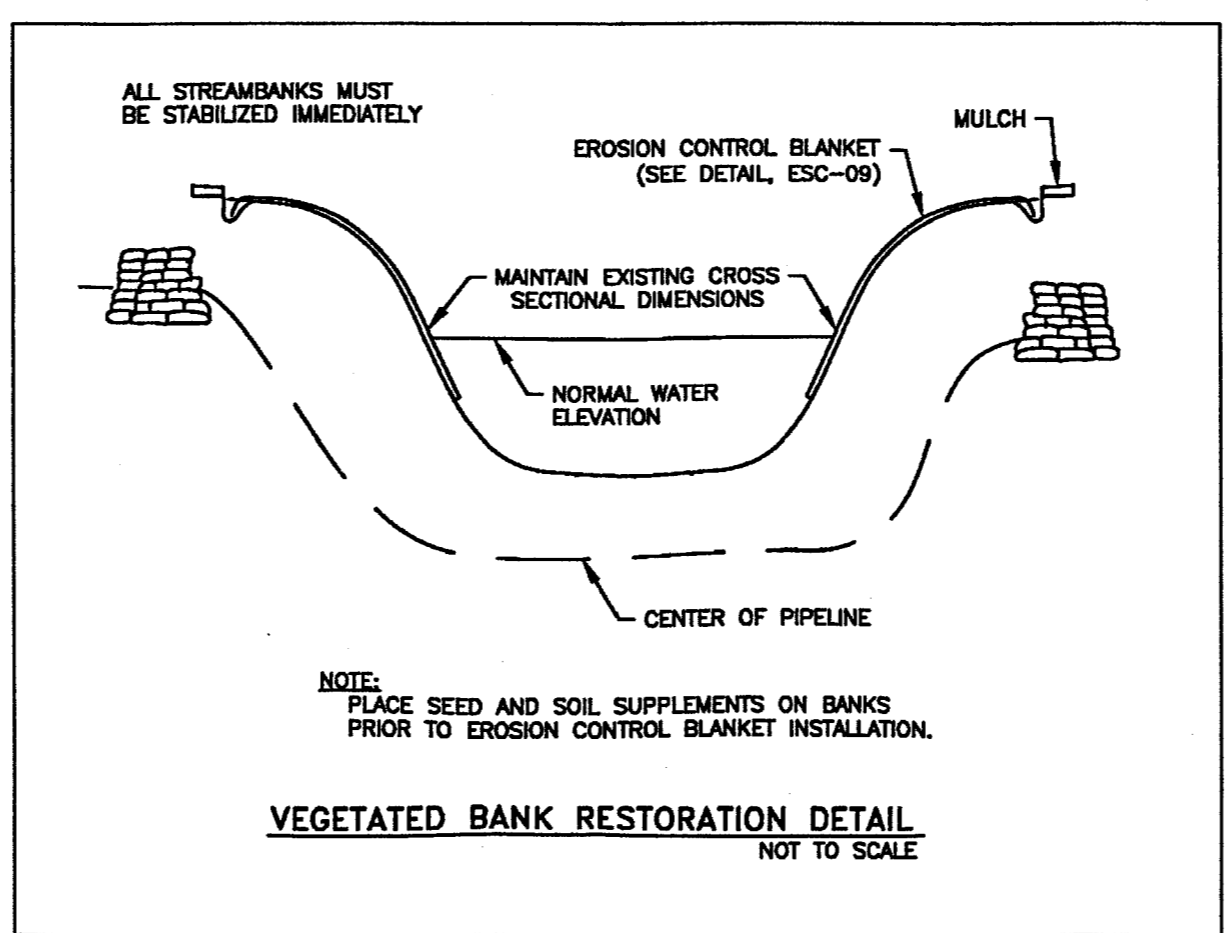 ALL STREAMBANKS MUST
BE STABILIZED IMMEDIATELY
MULCH
EROSION CONTROL BLANKET
(SEE DETAIL, ESC-09)
MAINTAIN EXISTING CROSS
SECTIONAL DIMENSIONS
NORMAL WATER
ELEVATION
CENTER OF PIPELINE
NOTE:
PLACE SEED AND SOIL SUPPLEMENTS ON BANKS
PRIOR TO EROSION CONTROL BLANKET INSTALLATION.
VEGETATED BANK RESTORATION DETAIL
NOT TO SCALE